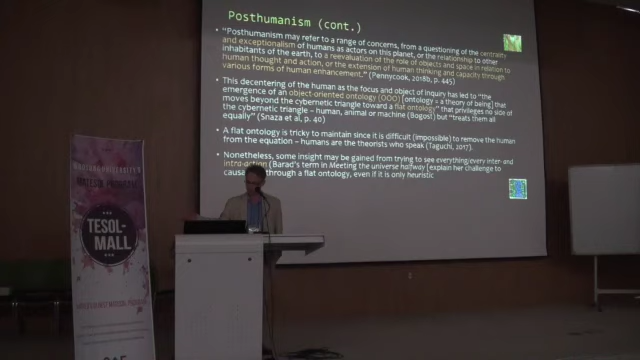 Posthumanism (cont.)
• "Posthumanism may refer to a range of concerns, from a questioning of the centrality
and exceptionalism of humans as actors on this planet, or the relationship to other
inhabitants of the earth, to a reevaluation of the role of objects and space in relation to
human thought and action, or the extension of human thinking and capacity through
various forms of human enhancement." (Pennycook, 2018b, p. 445)
• This decentering of the human as the focus and object of inquiry has led to "the
emergence of an object-oriented ontology (OOO) [ontology = a theory of being] that
moves beyond the cybernetic triangle toward a flat ontology" that privileges no side of
the cybernetic triangle – human, animal or machine (Bogost) but "treats them all
equally" (Snaza et al, p. 40)
• A flat ontology is tricky to maintain since it is difficult (impossible) to remove the human
from the equation – humans are the theorists who speak (Taguchi, 2017).
• Nonetheless, some insight may be gained from trying to see everything/every inter- and
intra-action (Barad's term in Meeting the universe halfway (explain her challenge to
through a flat ontology, even if it is only heuristic
MATESOL PROGRAM
TESOL-
MALL